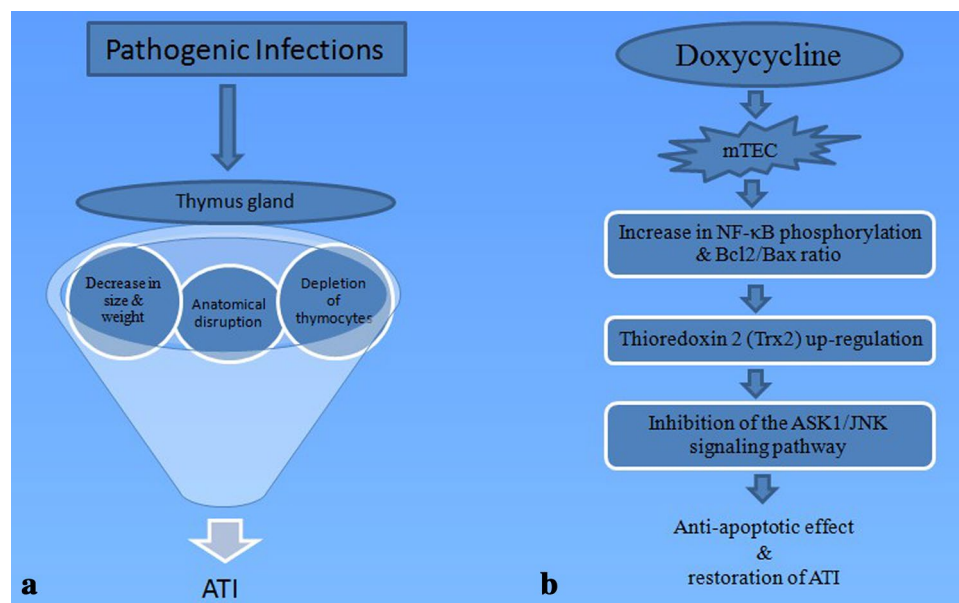 Pathogenic Infections
Thymus gland
Decrease in
size &
weight
Anatomical
disruption
Depletion
of
thymocytes
ATI
a
Doxycycline
mTEC
Increase in NF-κB phosphorylation
& Bcl2/Bax ratio
Thioredoxin 2 (Trx2) up-regulation
Inhibition of the ASK1/JNK
signaling pathway
Anti-apoptotic effect
&
restoration of ATI
b